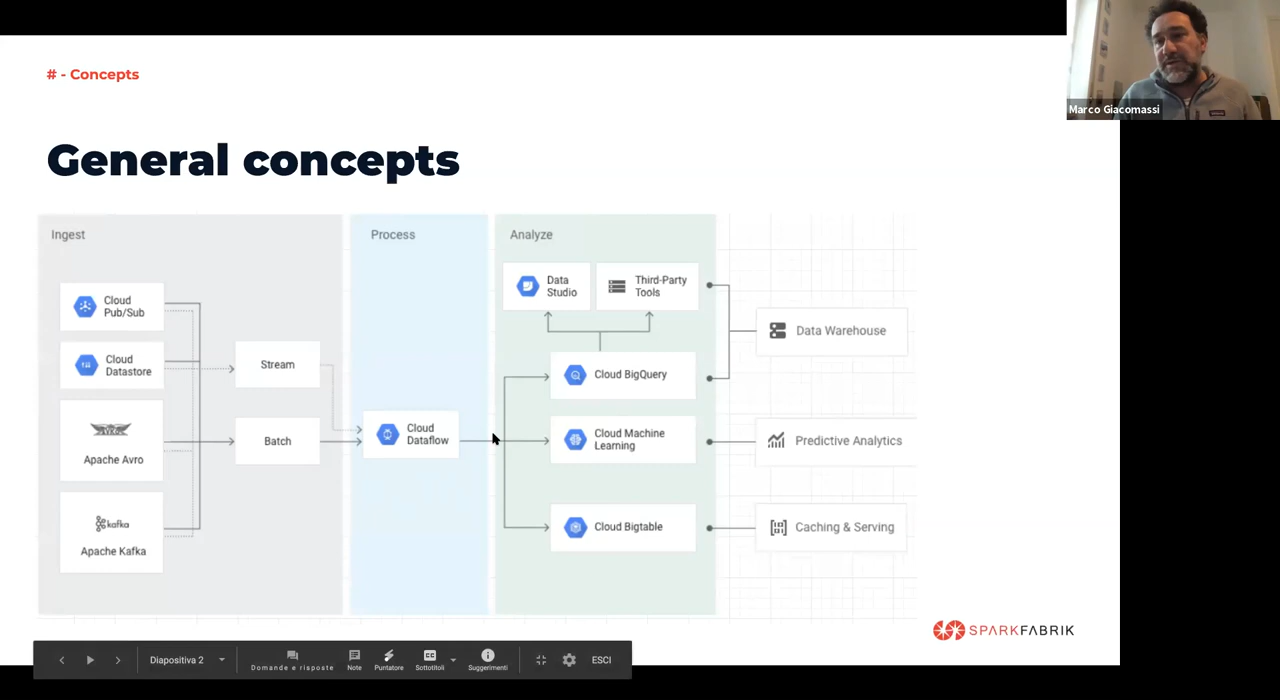 # - Concepts
Marco Giacomassi
General concepts
Ingest
Process
Analyze
Cloud
Pub/Sub
Cloud
Datastore
Apache Avro
kafka
Apache Kafka
Stream
Batch
Cloud
Dataflow
Data
Studio
Third-Party
Tools
Cloud BigQuery
Cloud Machine
Learning
Cloud Bigtable
Data Warehouse
Predictive Analytics
Caching & Serving
SPARKFABRIK
Diapositiva 2
Domande e risposte
Note
Puntatore
CC
Sottotitoli
Suggerimenti
ESCI